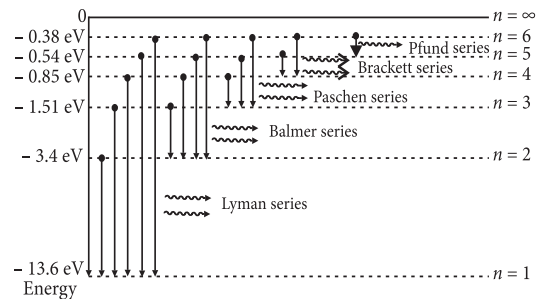 0 n = ∞
– 0.38 eV n = 6
Pfund series
– 0.54 eV n = 5
Brackett series
– 0.85 eV n = 4
Paschen series
– 1.51 eV n = 3
Balmer series
– 3.4 eV n = 2
Lyman series
– 13.6 eV n = 1
Energy